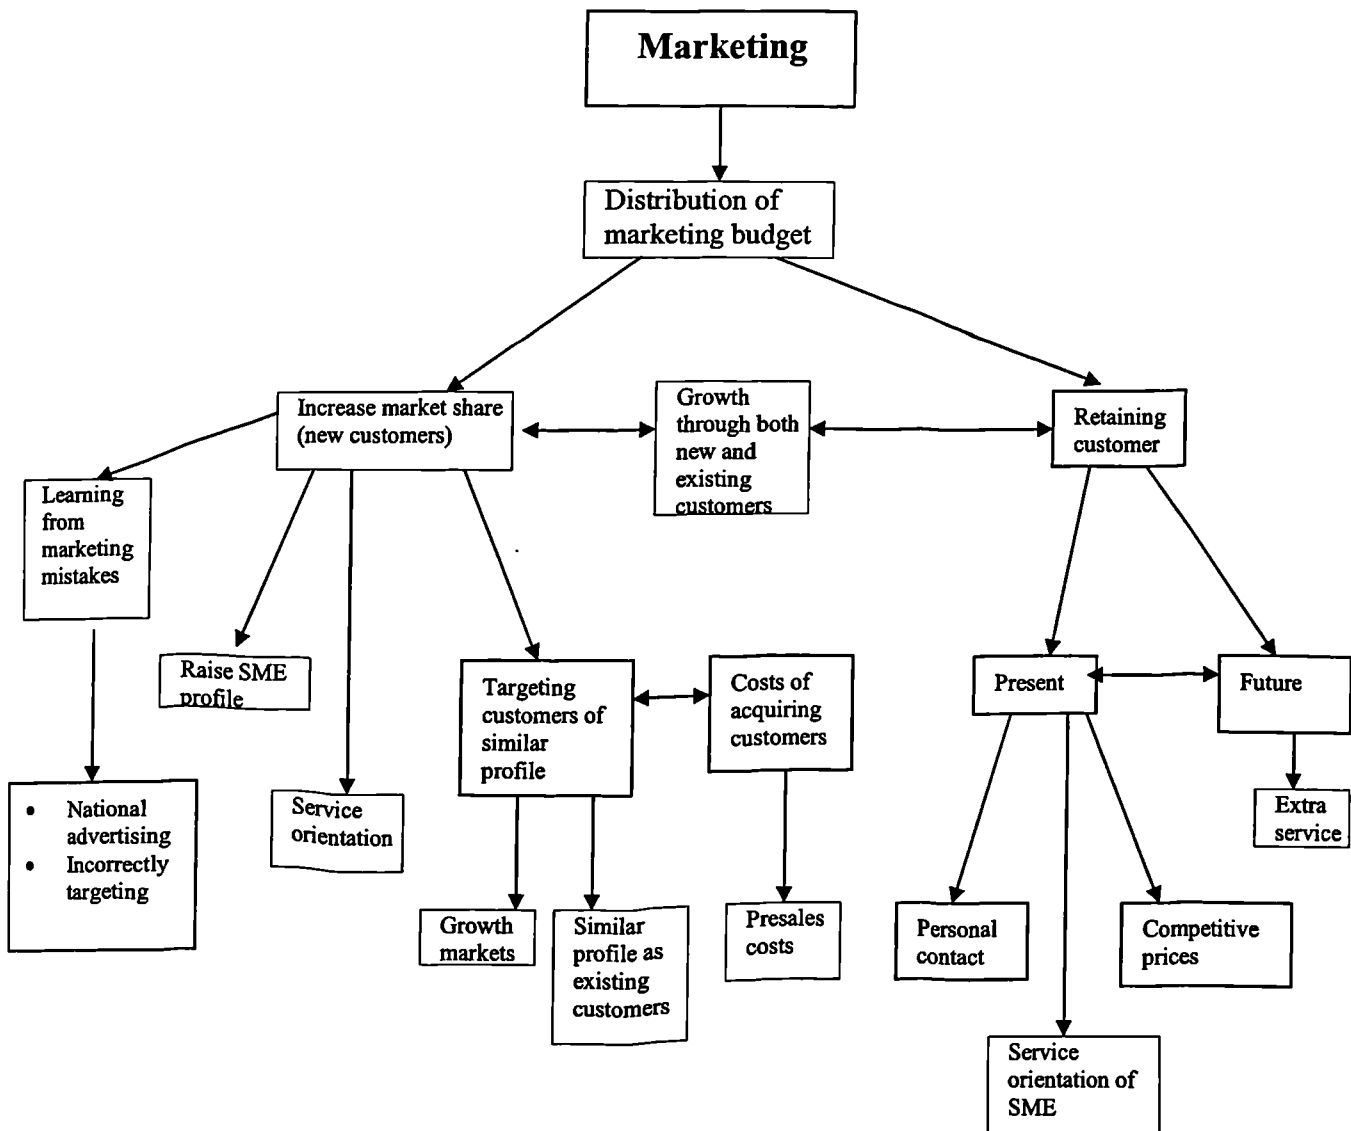 Marketing
Distribution of
marketing budget
Increase market share
(new customers)
Growth
through both
new and
existing
customers
Retaining
customer
Learning
from
marketing
mistakes
Raise SME
profile
Targeting
customers of
similar
profile
Costs of
acquiring
customers
Present
Future
• National
advertising
• Incorrectly
targeting
Service
orientation
Extra
service
Growth
markets
Similar
profile as
existing
customers
Presales
costs
Personal
contact
Competitive
prices
Service
orientation of
SME